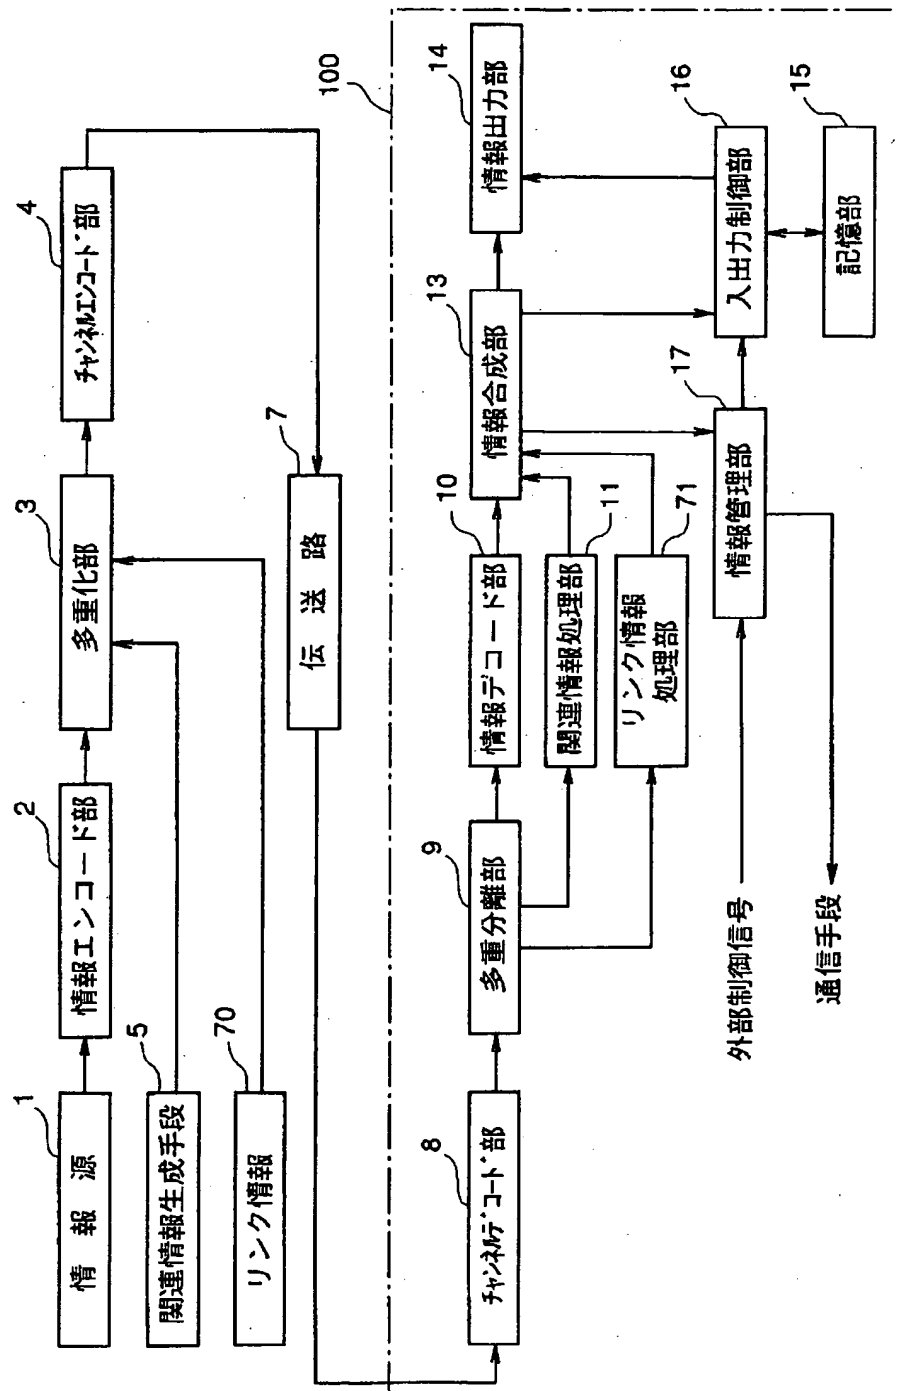 1
情報源
2
情報エンコード部
3
多重化部
4
チャンネルエンコード部
5
関連情報生成手段
70
リンク情報
7
伝送路
100
8
チャンネルデコード部
9
多重分離部
10
情報デコード部
11
関連情報処理部
71
リンク情報
処理部
13
情報合成部
14
情報出力部
17
情報管理部
16
入出力制御部
15
記憶部
外部制御信号
通信手段